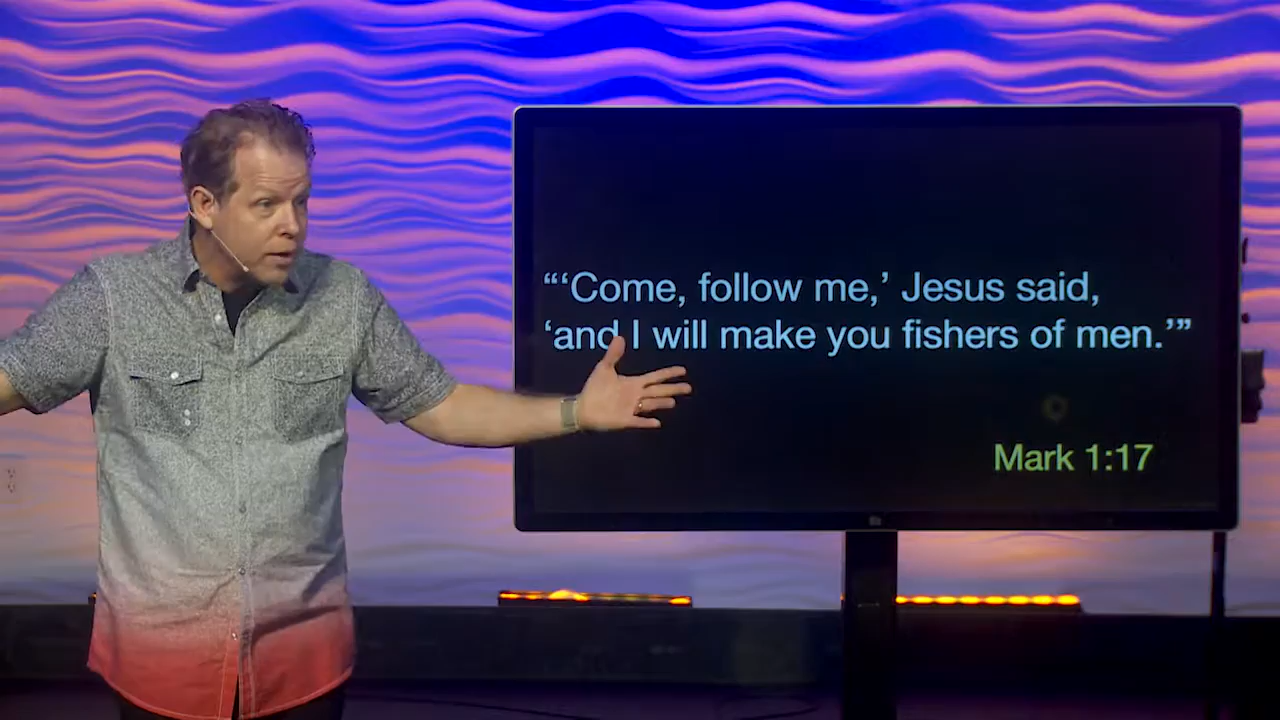 “‘Come, follow me,’ Jesus said,
‘and I will make you fishers of men.’”
Mark 1:17